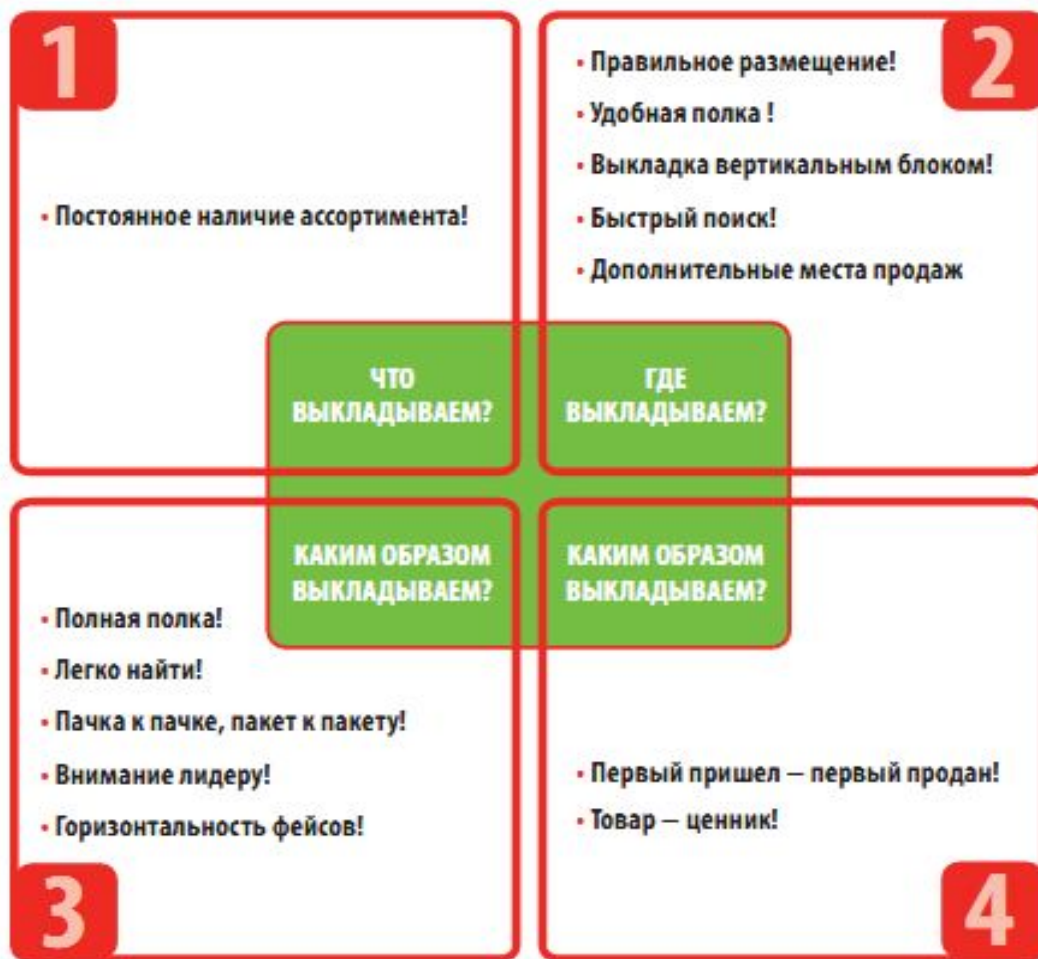 1
• Постоянное наличие ассортимента!
ЧТО
ВЫКЛАДЫВАЕМ?
2
• Правильное размещение!
• Удобная полка !
• Выкладка вертикальным блоком!
• Быстрый поиск!
• Дополнительные места продаж
ГДЕ
ВЫКЛАДЫВАЕМ?
КАКИМ ОБРАЗОМ
ВЫКЛАДЫВАЕМ?
• Полная полка!
• Легко найти!
• Пачка к пачке, пакет к пакету!
• Внимание лидеру!
• Горизонтальность фейсов!
3
КАКИМ ОБРАЗОМ
ВЫКЛАДЫВАЕМ?
• Первый пришел — первый продан!
• Товар — ценник!
4